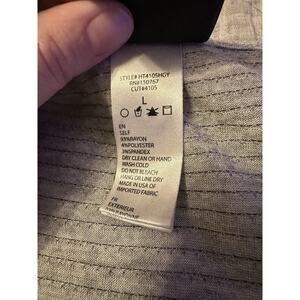 STYLE# HT4105HGY
RN#150767
CUT#4105
L
EN
SELF
93%RAYON
4%POLYESTER
3%SPANDEX
DRY CLEAN OR HAND
WASH COLD
DO NOT BLEACH
HANG OR LINE DRY
MADE IN USA OF
IMPORTED FABRIC
FR
EXTERIEUR